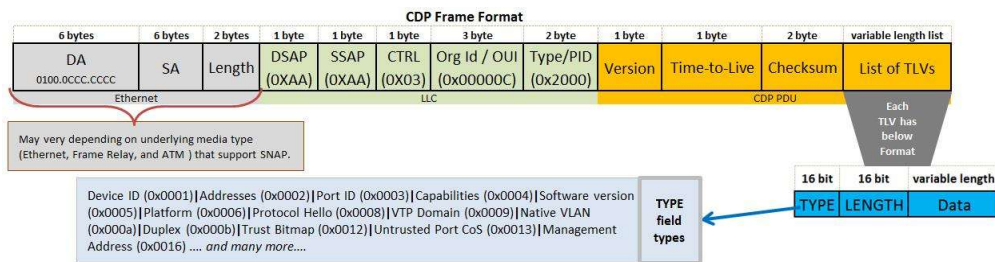 CDP Frame Format
6 bytes 6 bytes 2 bytes 1 byte 1 byte 1 byte 3 byte 2 byte 1 byte 1 byte 2 byte variable length list
DA SA Length DSAP SSAP CTRL Org Id / OUI Type/PID Version Time-to-Live Checksum List of TLVs
0100.0CCC.CCCC (0XAA) (0XAA) (0X03) (0x00000C) (0x2000)
Ethernet LLC CDP PDU
May very depending on underlying media type
(Ethernet, Frame Relay, and ATM ) that support SNAP.
Each
TLV has
below
Format
16 bit 16 bit variable length
TYPE LENGTH Data
Device ID (0x0001)|Addresses (0x0002)|Port ID (0x0003)|Capabilities (0x0004)|Software version
(0x0005)|Platform (0x0006)|Protocol Hello (0x0008)|VTP Domain (0x0009)|Native VLAN
(0x000a)|Duplex (0x000b)|Trust Bitmap (0x0012)|Untrusted Port CoS (0x0013)|Management
Address (0x0016) .... and many more....
TYPE
field
types